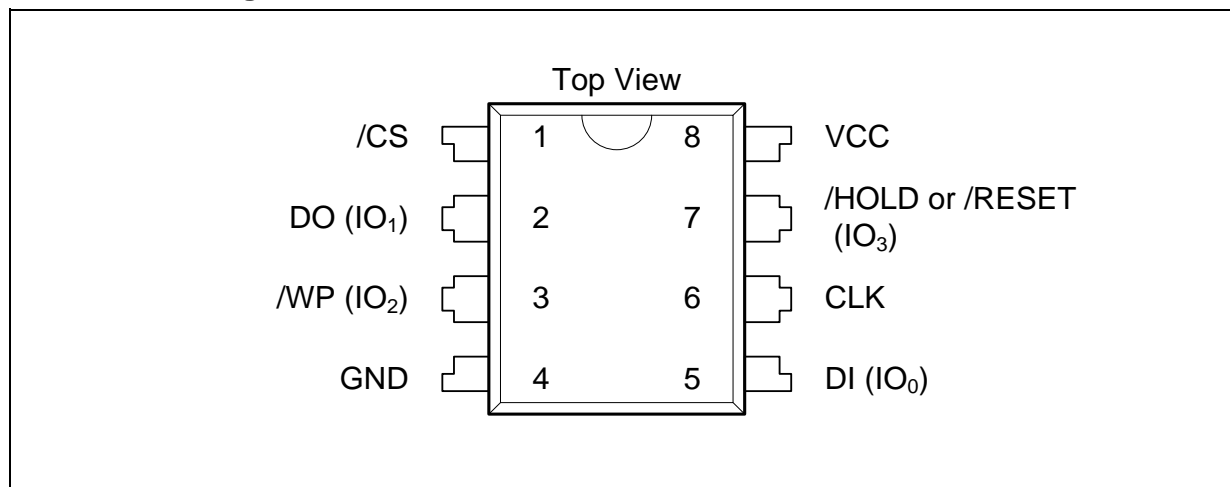 Top View
/CS 1 8 VCC
DO (IO₁) 2 7 /HOLD or /RESET
(IO₃)
/WP (IO₂) 3 6 CLK
GND 4 5 DI (IO₀)